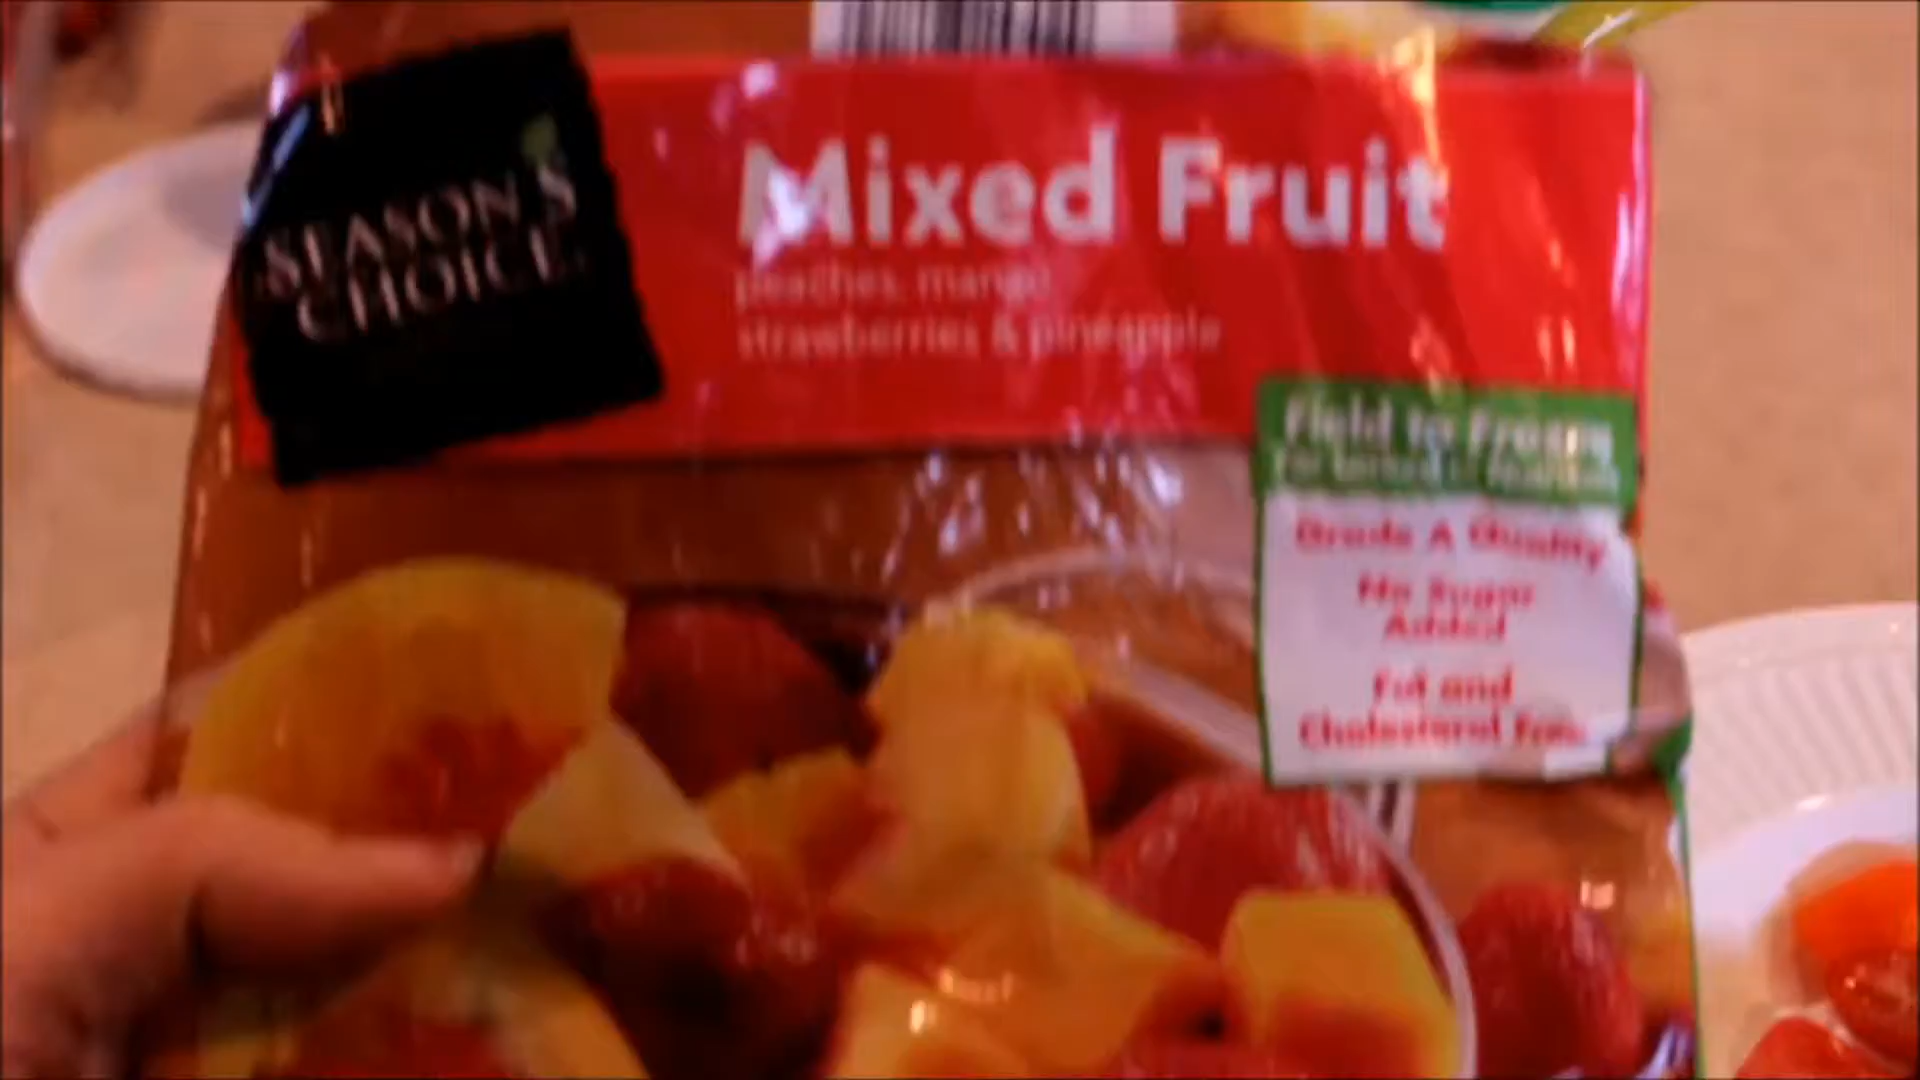 SEASON'S
CHOICE
Mixed Fruit
peaches, mango
strawberries & pineapple
Field to Frozen
Grade A Quality
No Sugar
Added
Fat and
Cholesterol Free